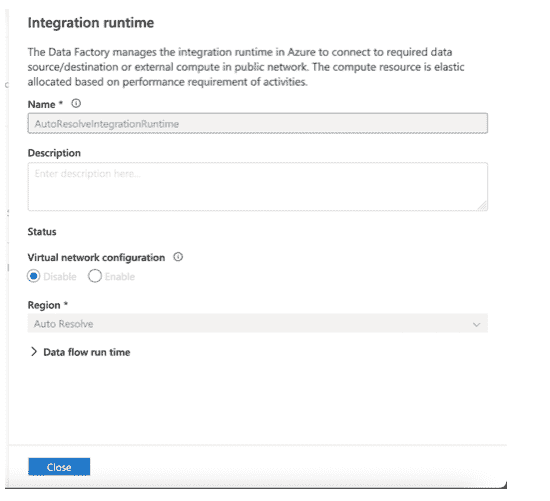 Integration runtime
The Data Factory manages the integration runtime in Azure to connect to required data
source/destination or external compute in public network. The compute resource is elastic
allocated based on performance requirement of activities.
Name *
AutoResolveIntegrationRuntime
Description
Enter description here...
Status
Virtual network configuration
Disable Enable
Region *
Auto Resolve
Data flow run time
Close